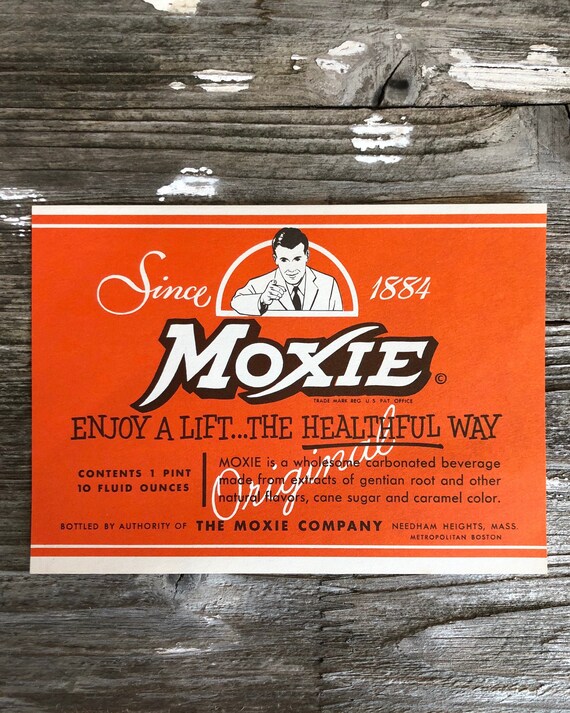 Since 1884
MOXIE ©
TRADE MARK REG. U. S. PAT. OFFICE
ENJOY A LIFT...THE HEALTHFUL WAY
Original
CONTENTS 1 PINT
10 FLUID OUNCES
MOXIE is a wholesome carbonated beverage
made from extracts of gentian root and other
natural flavors, cane sugar and caramel color.
BOTTLED BY AUTHORITY OF THE MOXIE COMPANY NEEDHAM HEIGHTS, MASS.
METROPOLITAN BOSTON